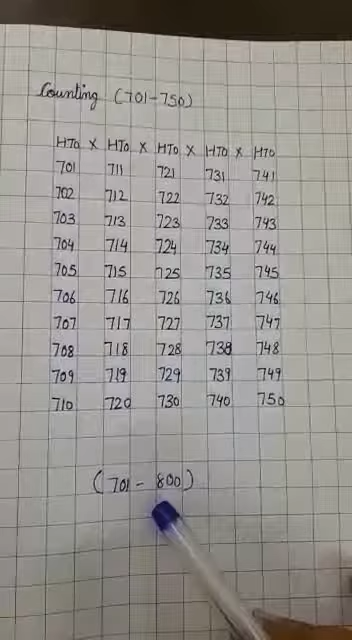 Counting (701-750)
HTO × HTO × HTO × HTO × HTO
701 711 721 731 741
702 712 722 732 742
703 713 723 733 743
704 714 724 734 744
705 715 725 735 745
706 716 726 736 746
707 717 727 737 747
708 718 728 738 748
709 719 729 739 749
710 720 730 740 750
(701 - 800)